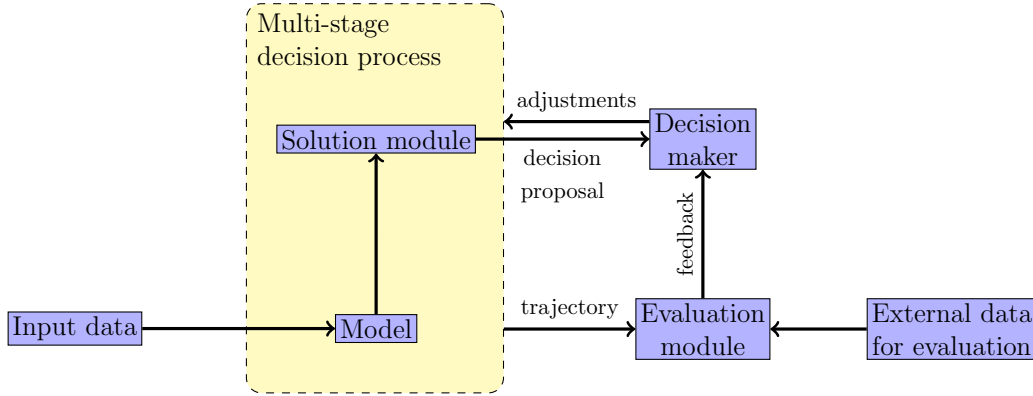 Multi-stage
decision process
adjustments
Solution module
Decision
maker
decision
proposal
feedback
trajectory
Input data
Model
Evaluation
module
External data
for evaluation